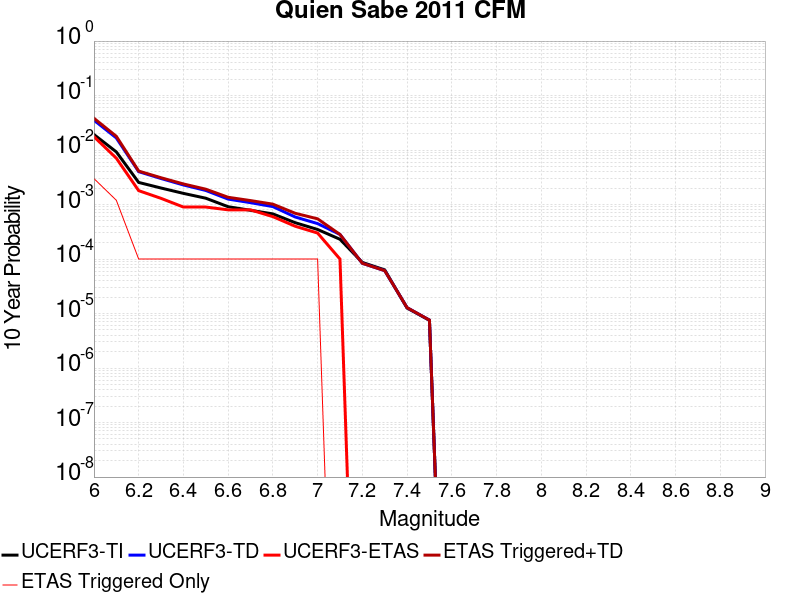 Quien Sabe 2011 CFM
10 0
10 -1
10 -2
10 -3
10 -4
10 -5
10 -6
10 -7
10 -8
10 Year Probability
6 6.2 6.4 6.6 6.8 7 7.2 7.4 7.6 7.8 8 8.2 8.4 8.6 8.8 9
Magnitude
UCERF3-TI UCERF3-TD UCERF3-ETAS ETAS Triggered+TD
ETAS Triggered Only